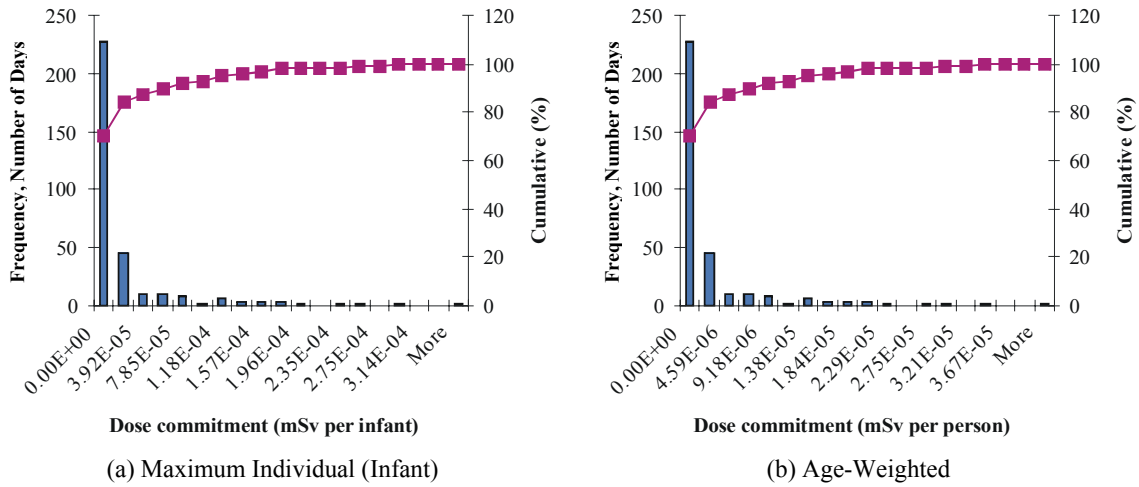 250
200
150
100
50
0
Frequency, Number of Days
120
100
80
60
40
20
0
Cumulative (%)
0.00E+00
3.92E-05
7.85E-05
1.18E-04
1.57E-04
1.96E-04
2.35E-04
2.75E-04
3.14E-04
More
Dose commitment (mSv per infant)
(a) Maximum Individual (Infant)
250
200
150
100
50
0
Frequency, Number of Days
120
100
80
60
40
20
0
Cumulative (%)
0.00E+00
4.59E-06
9.18E-06
1.38E-05
1.84E-05
2.29E-05
2.75E-05
3.21E-05
3.67E-05
More
Dose commitment (mSv per person)
(b) Age-Weighted